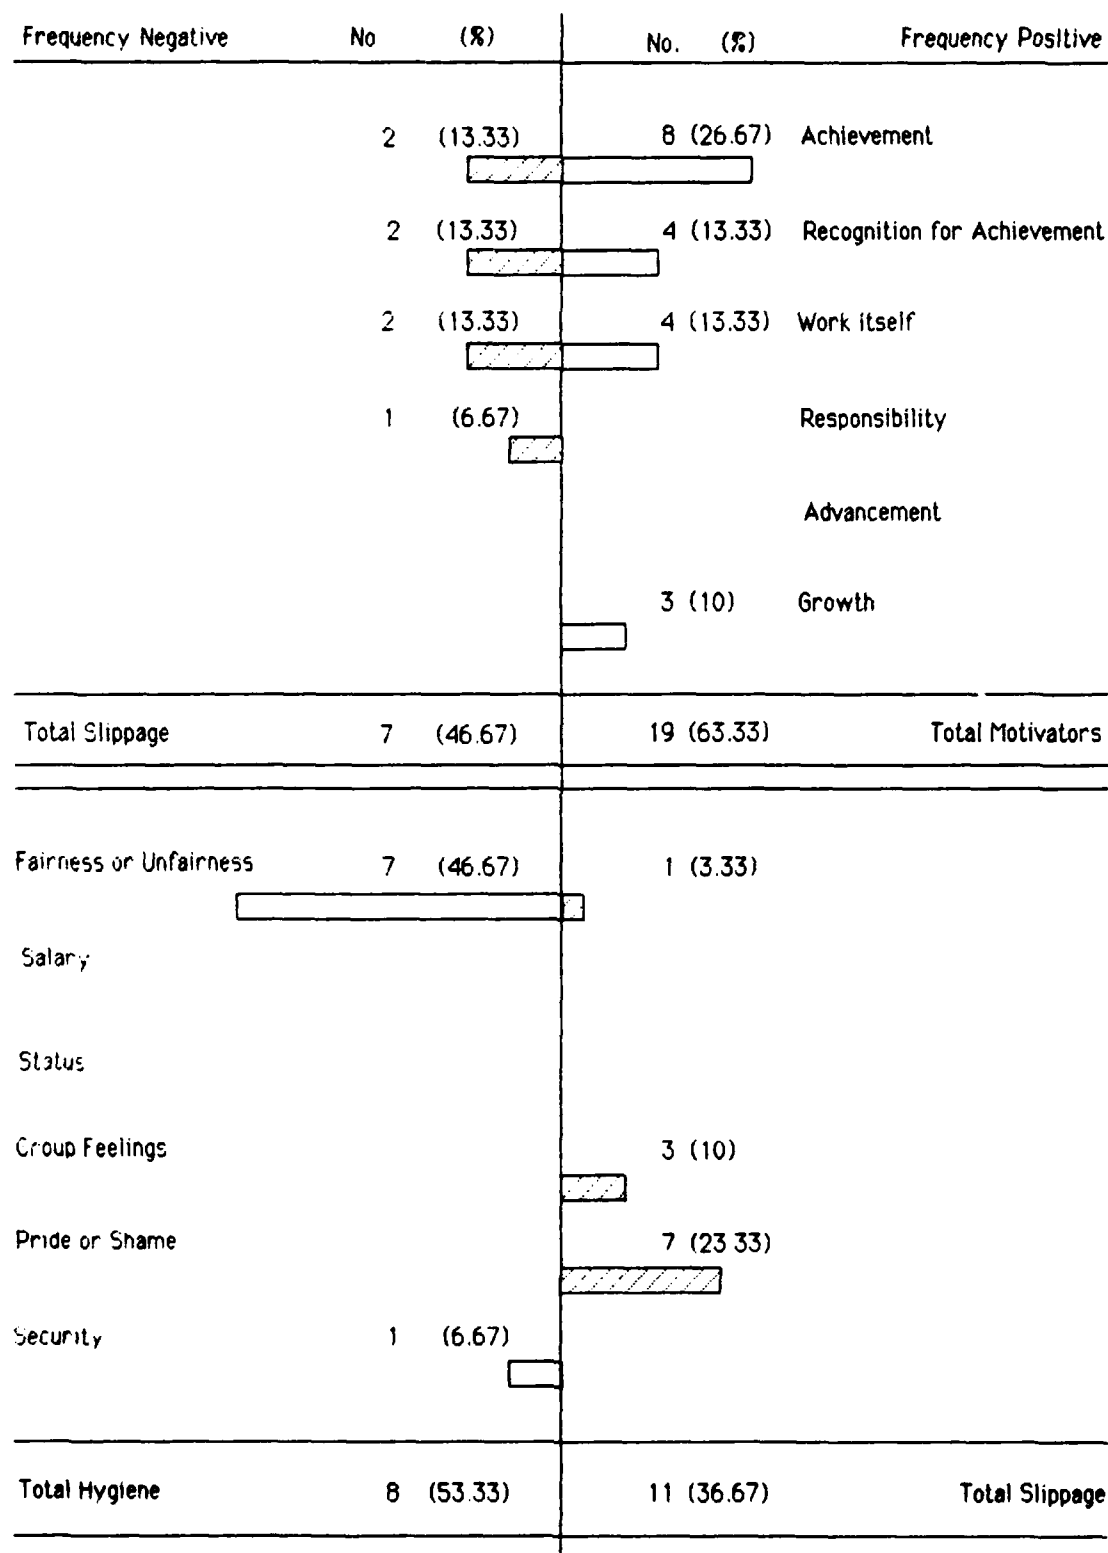 Frequency Negative No (%) No. (%) Frequency Positive
2 (13.33) 8 (26.67) Achievement
2 (13.33) 4 (13.33) Recognition for Achievement
2 (13.33) 4 (13.33) Work itself
1 (6.67) Responsibility
Advancement
3 (10) Growth
Total Slippage 7 (46.67) 19 (63.33) Total Motivators
Fairness or Unfairness 7 (46.67) 1 (3.33)
Salary
Status
Group Feelings 3 (10)
Pride or Shame 7 (23 33)
Security 1 (6.67)
Total Hygiene 8 (53.33) 11 (36.67) Total Slippage